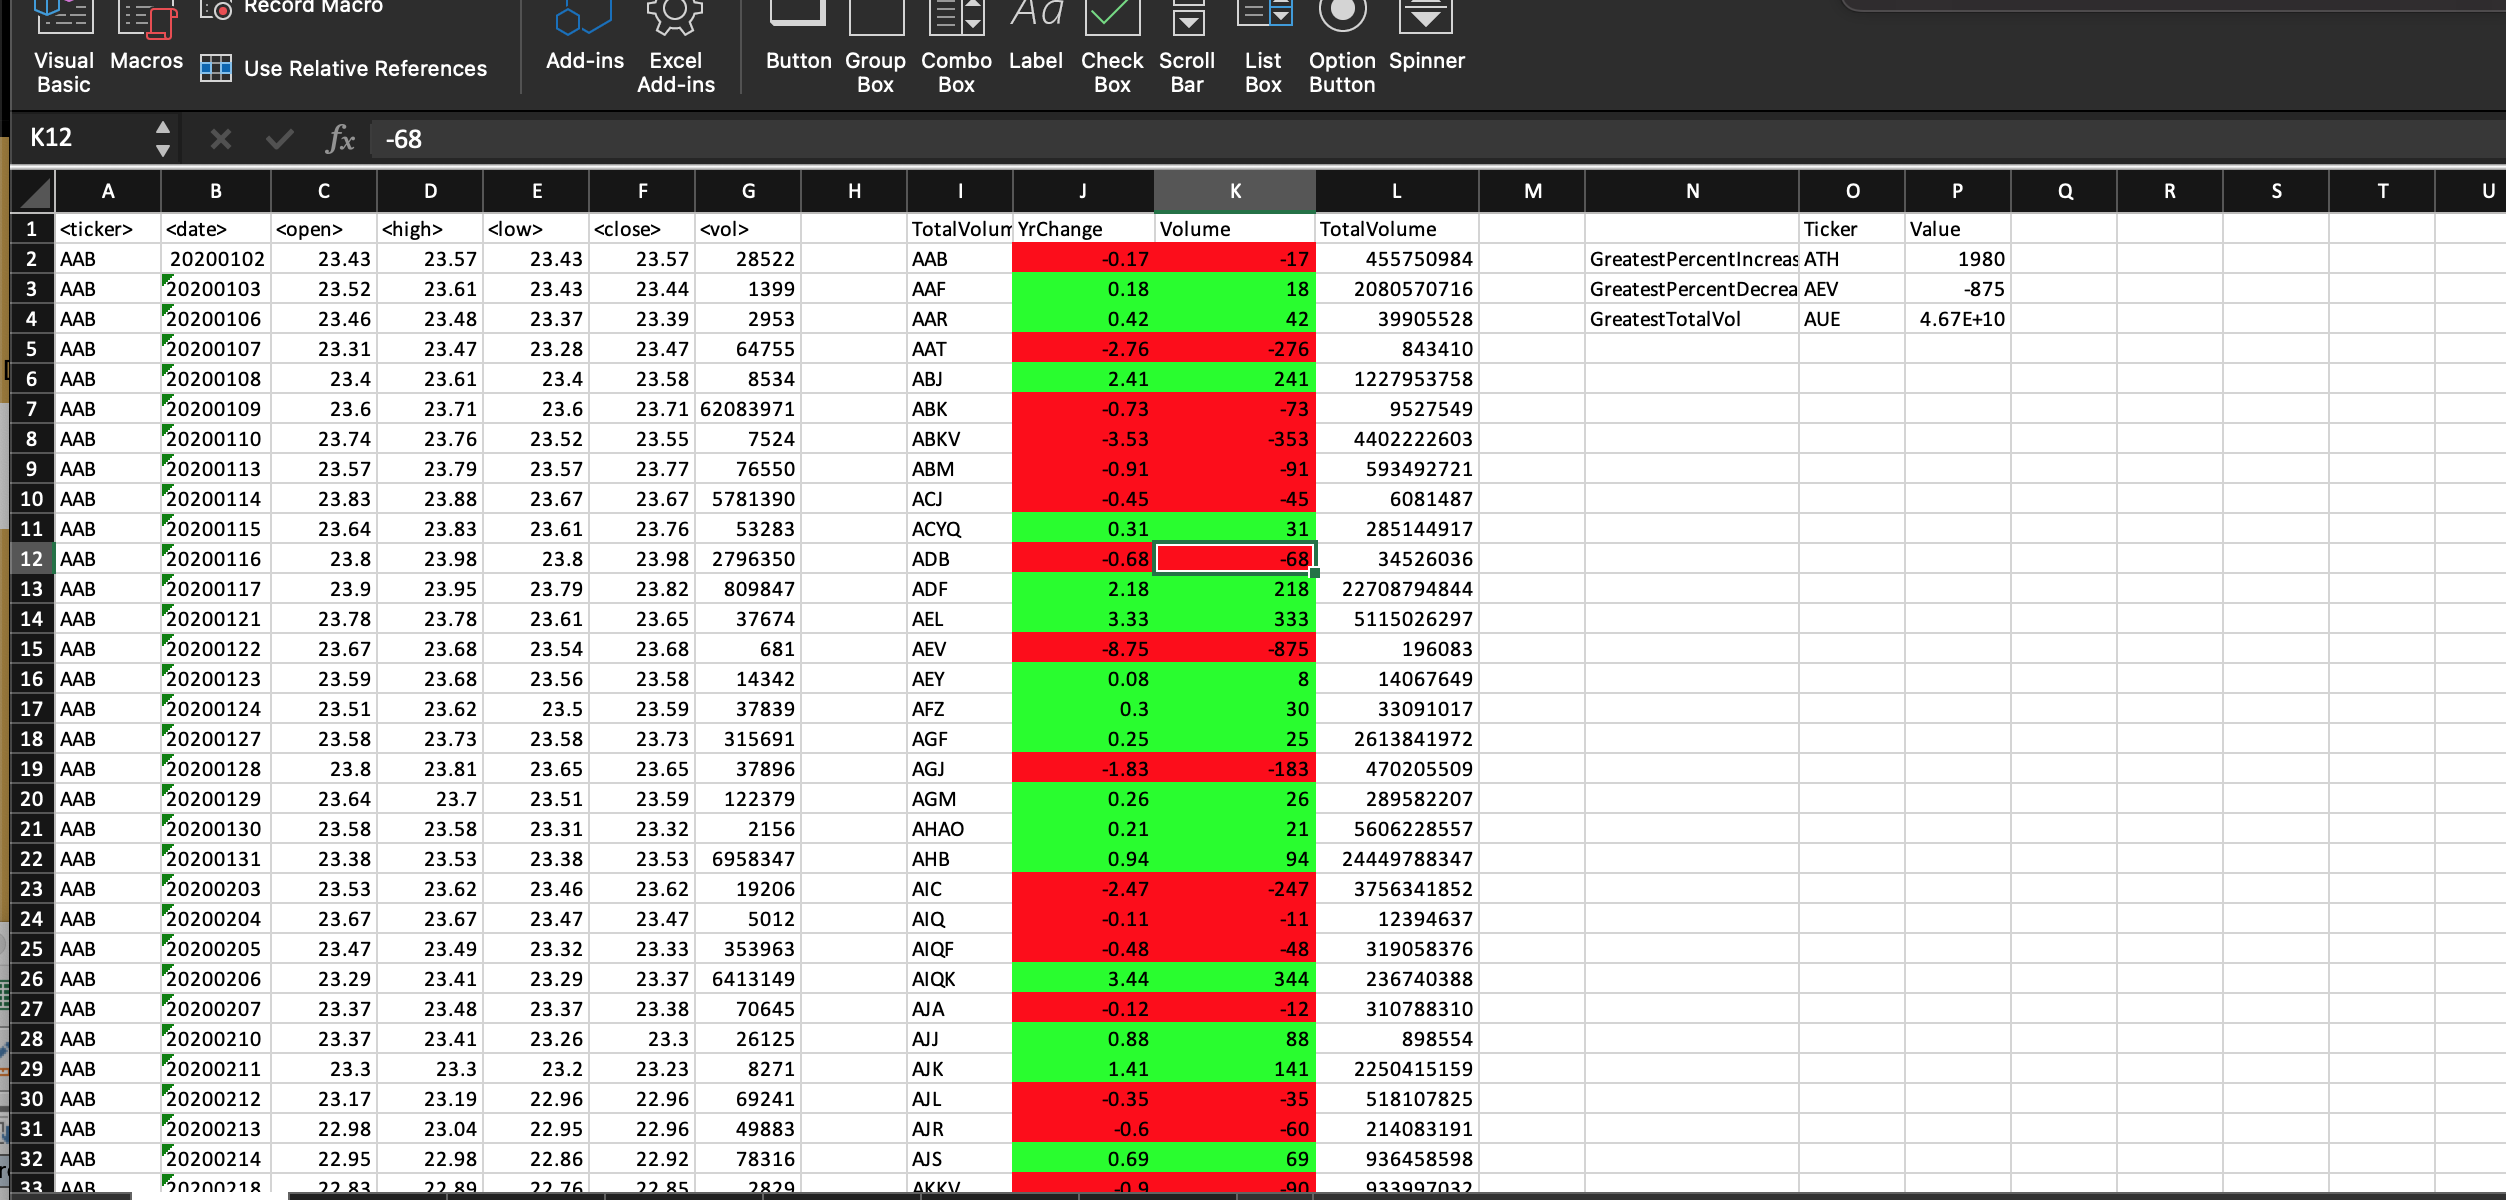 Record Macro
Visual Basic
Macros
Use Relative References
Add-ins
Excel Add-ins
Button
Group Box
Combo Box
Aa
Label
Check Box
Scroll Bar
List Box
Option Button
Spinner
K12 fx -68
A B C D E F G H I J K L M N O P Q R S T U
1 <ticker> <date> <open> <high> <low> <close> <vol> TotalVolum YrChange Volume TotalVolume Ticker Value
2 AAB 20200102 23.43 23.57 23.43 23.57 28522 AAB -0.17 -17 455750984 GreatestPercentIncreas ATH 1980
3 AAB 20200103 23.52 23.61 23.43 23.44 1399 AAF 0.18 18 2080570716 GreatestPercentDecrea AEV -875
4 AAB 20200106 23.46 23.48 23.37 23.39 2953 AAR 0.42 42 39905528 GreatestTotalVol AUE 4.67E+10
5 AAB 20200107 23.31 23.47 23.28 23.47 64755 AAT -2.76 -276 843410
6 AAB 20200108 23.4 23.61 23.4 23.58 8534 ABJ 2.41 241 1227953758
7 AAB 20200109 23.6 23.71 23.6 23.71 62083971 ABK -0.73 -73 9527549
8 AAB 20200110 23.74 23.76 23.52 23.55 7524 ABKV -3.53 -353 4402222603
9 AAB 20200113 23.57 23.79 23.57 23.77 76550 ABM -0.91 -91 593492721
10 AAB 20200114 23.83 23.88 23.67 23.67 5781390 ACJ -0.45 -45 6081487
11 AAB 20200115 23.64 23.83 23.61 23.76 53283 ACYQ 0.31 31 285144917
12 AAB 20200116 23.8 23.98 23.8 23.98 2796350 ADB -0.68 -68 34526036
13 AAB 20200117 23.9 23.95 23.79 23.82 809847 ADF 2.18 218 22708794844
14 AAB 20200121 23.78 23.78 23.61 23.65 37674 AEL 3.33 333 5115026297
15 AAB 20200122 23.67 23.68 23.54 23.68 681 AEV -8.75 -875 196083
16 AAB 20200123 23.59 23.68 23.56 23.58 14342 AEY 0.08 8 14067649
17 AAB 20200124 23.51 23.62 23.5 23.59 37839 AFZ 0.3 30 33091017
18 AAB 20200127 23.58 23.73 23.58 23.73 315691 AGF 0.25 25 2613841972
19 AAB 20200128 23.8 23.81 23.65 23.65 37896 AGJ -1.83 -183 470205509
20 AAB 20200129 23.64 23.7 23.51 23.59 122379 AGM 0.26 26 289582207
21 AAB 20200130 23.58 23.58 23.31 23.32 2156 AHAO 0.21 21 5606228557
22 AAB 20200131 23.38 23.53 23.38 23.53 6958347 AHB 0.94 94 24449788347
23 AAB 20200203 23.53 23.62 23.46 23.62 19206 AIC -2.47 -247 3756341852
24 AAB 20200204 23.67 23.67 23.47 23.47 5012 AIQ -0.11 -11 12394637
25 AAB 20200205 23.47 23.49 23.32 23.33 353963 AIQF -0.48 -48 319058376
26 AAB 20200206 23.29 23.41 23.29 23.37 6413149 AIQK 3.44 344 236740388
27 AAB 20200207 23.37 23.48 23.37 23.38 70645 AJA -0.12 -12 310788310
28 AAB 20200210 23.37 23.41 23.26 23.3 26125 AJJ 0.88 88 898554
29 AAB 20200211 23.3 23.3 23.2 23.23 8271 AJK 1.41 141 2250415159
30 AAB 20200212 23.17 23.19 22.96 22.96 69241 AJL -0.35 -35 518107825
31 AAB 20200213 22.98 23.04 22.95 22.96 49883 AJR -0.6 -60 214083191
32 AAB 20200214 22.95 22.98 22.86 22.92 78316 AJS 0.69 69 936458598
33 AAB 20200218 22.83 22.89 22.76 22.85 2829 AKKV -0.9 -90 933997032